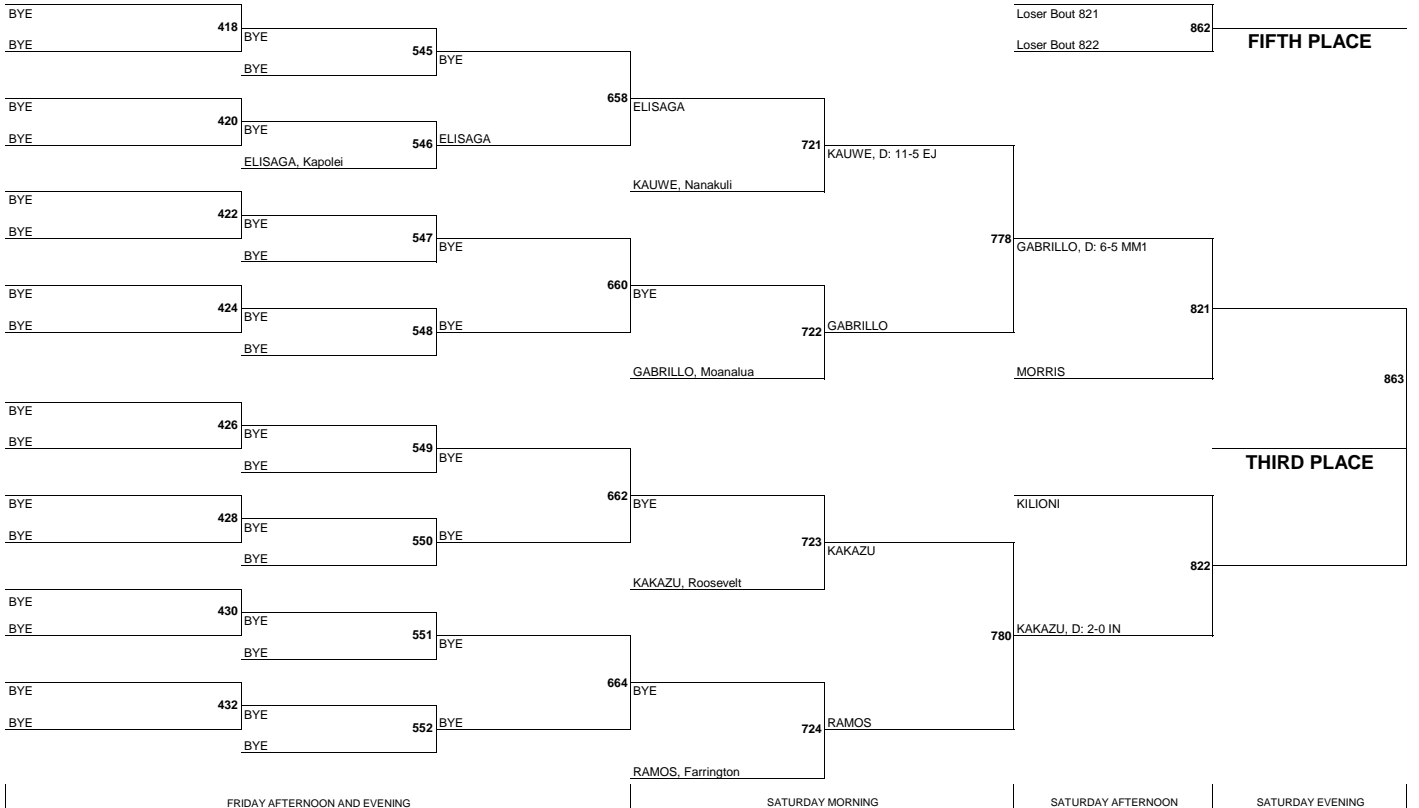 BYE
418
BYE
BYE
545
BYE
BYE
BYE
420
BYE
BYE
546
ELISAGA
ELISAGA, Kapolei
658
ELISAGA
721
KAUWE, D: 11-5 EJ
KAUWE, Nanakuli
BYE
422
BYE
BYE
547
BYE
BYE
BYE
424
BYE
BYE
548
BYE
BYE
660
BYE
722
GABRILLO
GABRILLO, Moanalua
778
GABRILLO, D: 6-5 MM1
821
MORRIS
BYE
426
BYE
BYE
549
BYE
BYE
BYE
428
BYE
BYE
550
BYE
BYE
662
BYE
723
KAKAZU
KAKAZU, Roosevelt
BYE
430
BYE
BYE
551
BYE
BYE
BYE
432
BYE
BYE
552
BYE
BYE
664
BYE
724
RAMOS
RAMOS, Farrington
KILIONI
822
780
KAKAZU, D: 2-0 IN
Loser Bout 821
862
Loser Bout 822
FIFTH PLACE
863
THIRD PLACE
FRIDAY AFTERNOON AND EVENING
SATURDAY MORNING
SATURDAY AFTERNOON
SATURDAY EVENING